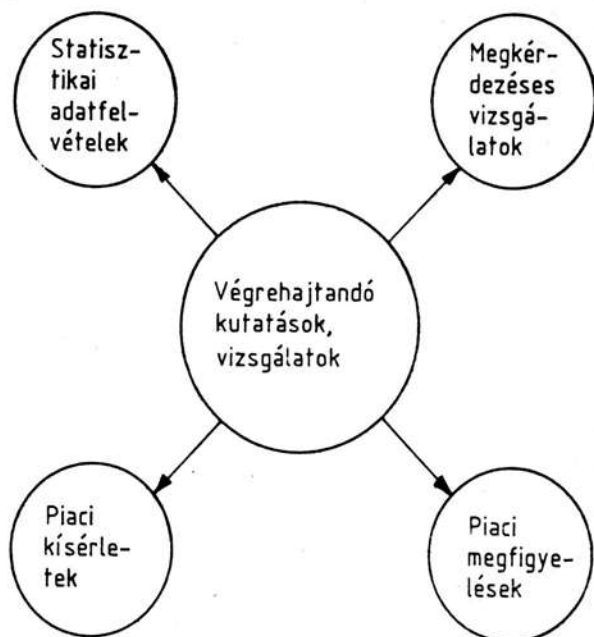 Statisz-
tikai
adatfel-
vételek
Megkér-
dezéses
vizsgá-
latok
Végrehajtandó
kutatások,
vizsgálatok
Piaci
kísérle-
tek
Piaci
megfigye-
lések